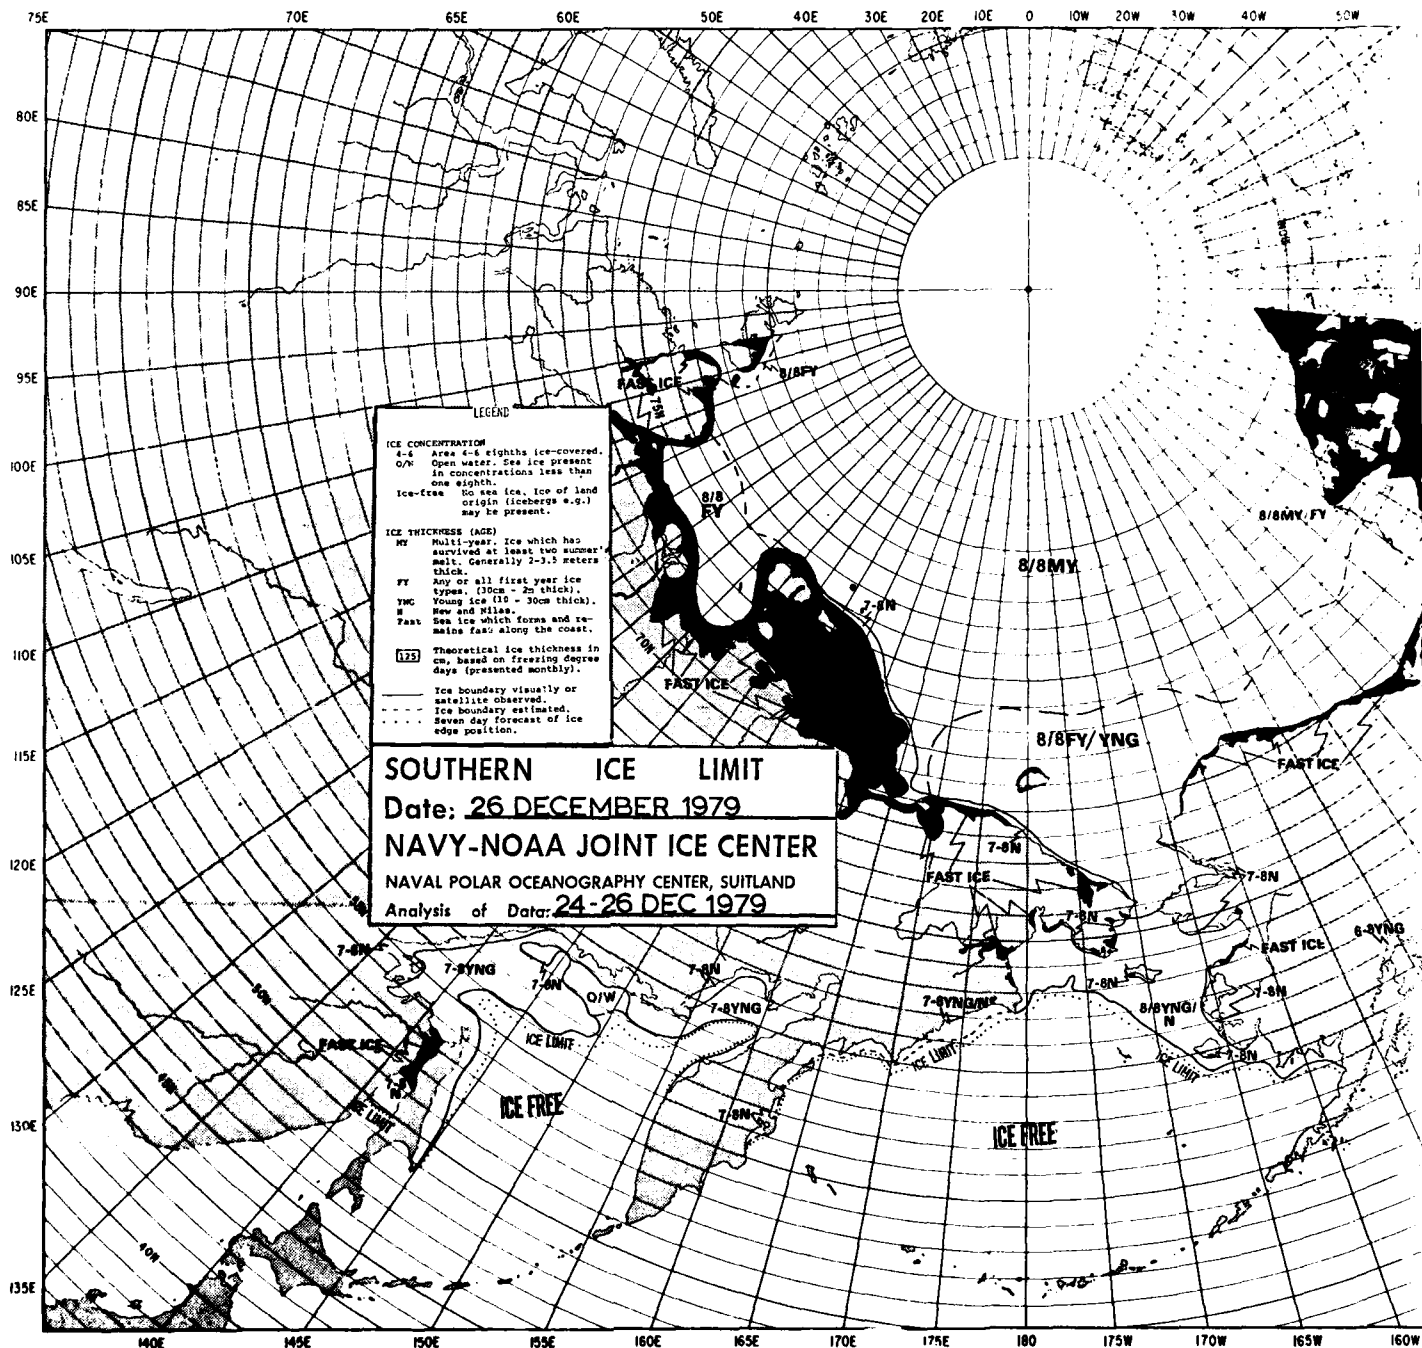 75E 70E 65E 60E 50E 40E 30E 20E 10E 0 10W 20W 30W 40W 50W
80E
85E
90E
95E
100E
105E
110E
115E
120E
125E
130E
135E
140E 145E 150E 155E 160E 165E 170E 175E 180 175W 170W 165W 160W
FAST ICE
75N
8/8FY
8/8
FY
8/8MY/FY
8/8MY
7-8N
70N
FAST ICE
8/8FY/YNG
FAST ICE
LEGEND
ICE CONCENTRATION
4-6 Area 4-6 eighths ice-covered.
O/W Open water. Sea ice present
in concentrations less than
one eighth.
Ice-free No sea ice. Ice of land
origin (icebergs e.g.)
may be present.
ICE THICKNESS (AGE)
MY Multi-year. Ice which has
survived at least two summer's
melt. Generally 2-3.5 meters
thick.
FY Any or all first year ice
types. (30cm - 2m thick).
YNG Young ice (10 - 30cm thick).
N New and Nilas.
Fast Sea ice which forms and re-
mains fast along the coast.
125 Theoretical ice thickness in
cm, based on freezing degree
days (presented monthly).
Ice boundary visually or
satellite observed.
Ice boundary estimated.
Seven day forecast of ice
edge position.
SOUTHERN ICE LIMIT
Date: 26 DECEMBER 1979
NAVY-NOAA JOINT ICE CENTER
NAVAL POLAR OCEANOGRAPHY CENTER, SUITLAND
Analysis of Data: 24-26 DEC 1979
7-8N
FAST ICE
7-8N
7-8N
FAST ICE
6-8YNG
7-8N
7-8YNG
7-8N
O/W
7-8N
7-8YNG
7-8YNG/N
7-8N
8/8YNG/
N
7-8N
7-8N
50N
FAST ICE
ICE LIMIT
ICE LIMIT
ICE LIMIT
ICE LIMIT
ICE FREE
7-8N
ICE FREE
40N